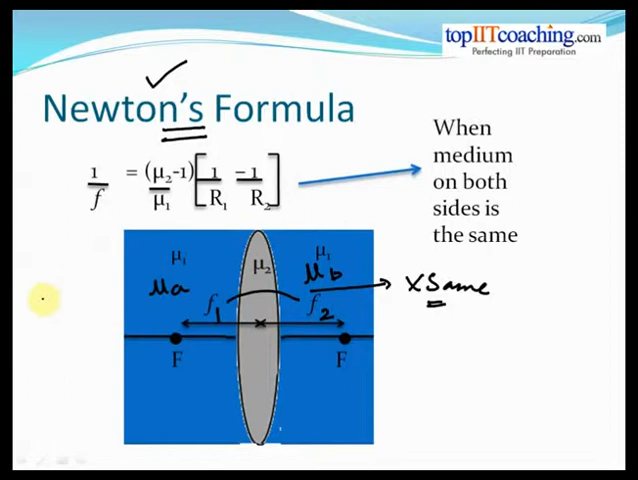 topIITcoaching.com
Perfecting IIT Preparation
Newton's Formula
1/f = (μ₂/μ₁ -1) [1/R₁ - 1/R₂]
When
medium
on both
sides is
the same
μ₁ μ₂ μ₁
μa μb → x Same
f₁ f₂
F F